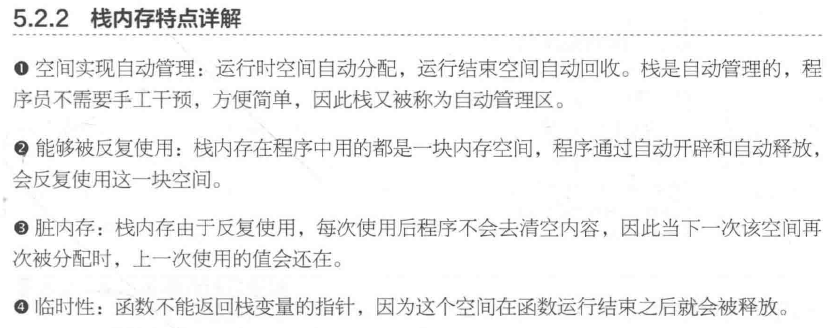 5.2.2 栈内存特点详解
❶ 空间实现自动管理：运行时空间自动分配，运行结束空间自动回收。栈是自动管理的，程
序员不需要手工干预，方便简单，因此栈又被称为自动管理区。
❷ 能够被反复使用：栈内存在程序中用的都是一块内存空间，程序通过自动开辟和自动释放，
会反复使用这一块空间。
❸ 脏内存：栈内存由于反复使用，每次使用后程序不会去清空内容，因此当下一次该空间再
次被分配时，上一次使用的值会还在。
❹ 临时性：函数不能返回栈变量的指针，因为这个空间在函数运行结束之后就会被释放。